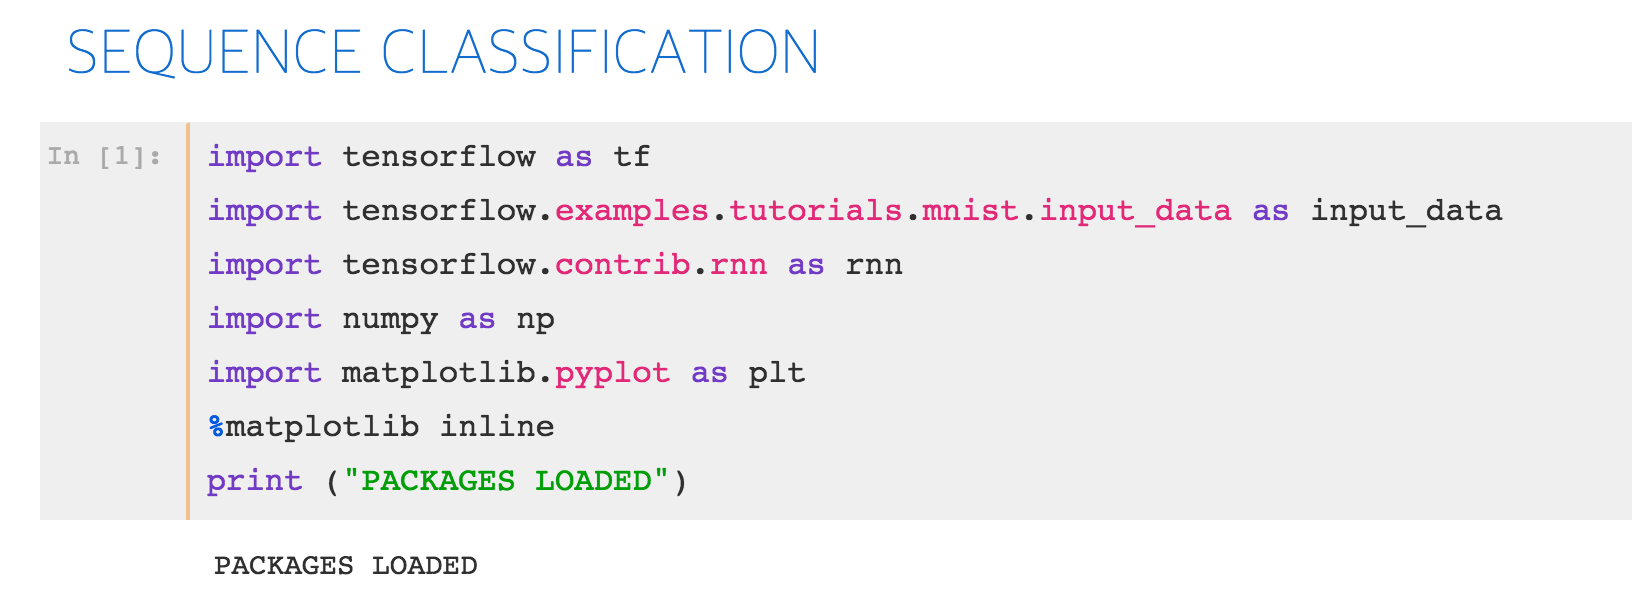 SEQUENCE CLASSIFICATION
In [1]:
import tensorflow as tf
import tensorflow.examples.tutorials.mnist.input_data as input_data
import tensorflow.contrib.rnn as rnn
import numpy as np
import matplotlib.pyplot as plt
%matplotlib inline
print ("PACKAGES LOADED")
PACKAGES LOADED